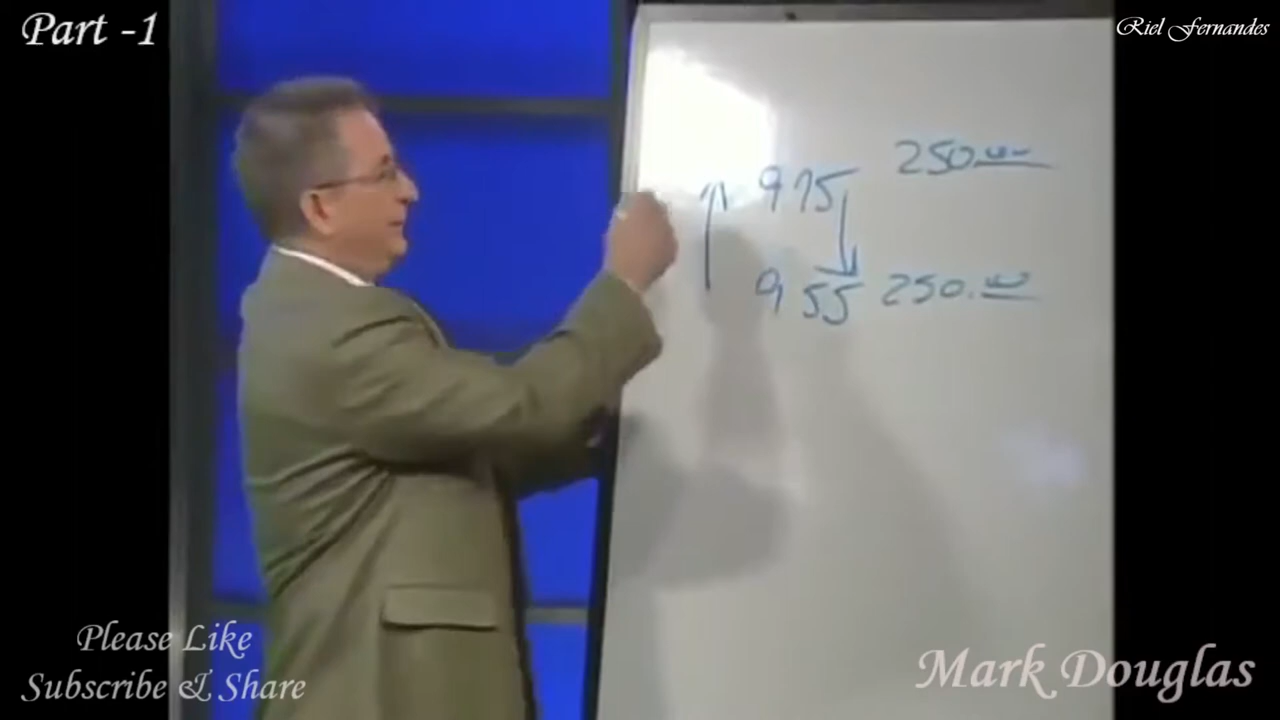 Part -1
Riel Fernandes
975 250.00
955 250.00
Please Like
Subscribe & Share
Mark Douglas